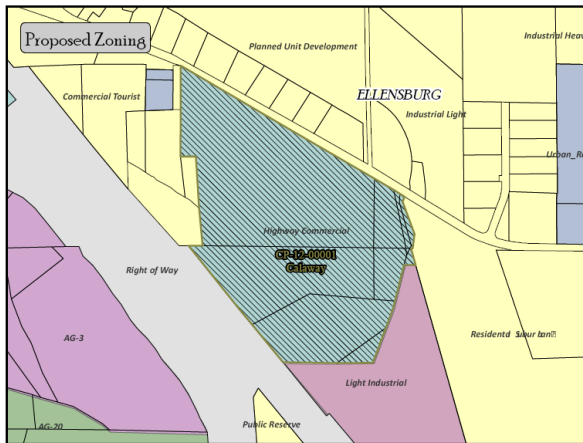 Proposed Zoning
Industrial Heav
Planned Unit Development
Commercial Tourist
ELLENSBURG
Industrial Light
Urban_R
Highway Commercial
CP-12-00001
Calaway
Right of Way
AG-3
Light Industrial
Public Reserve
AG-20